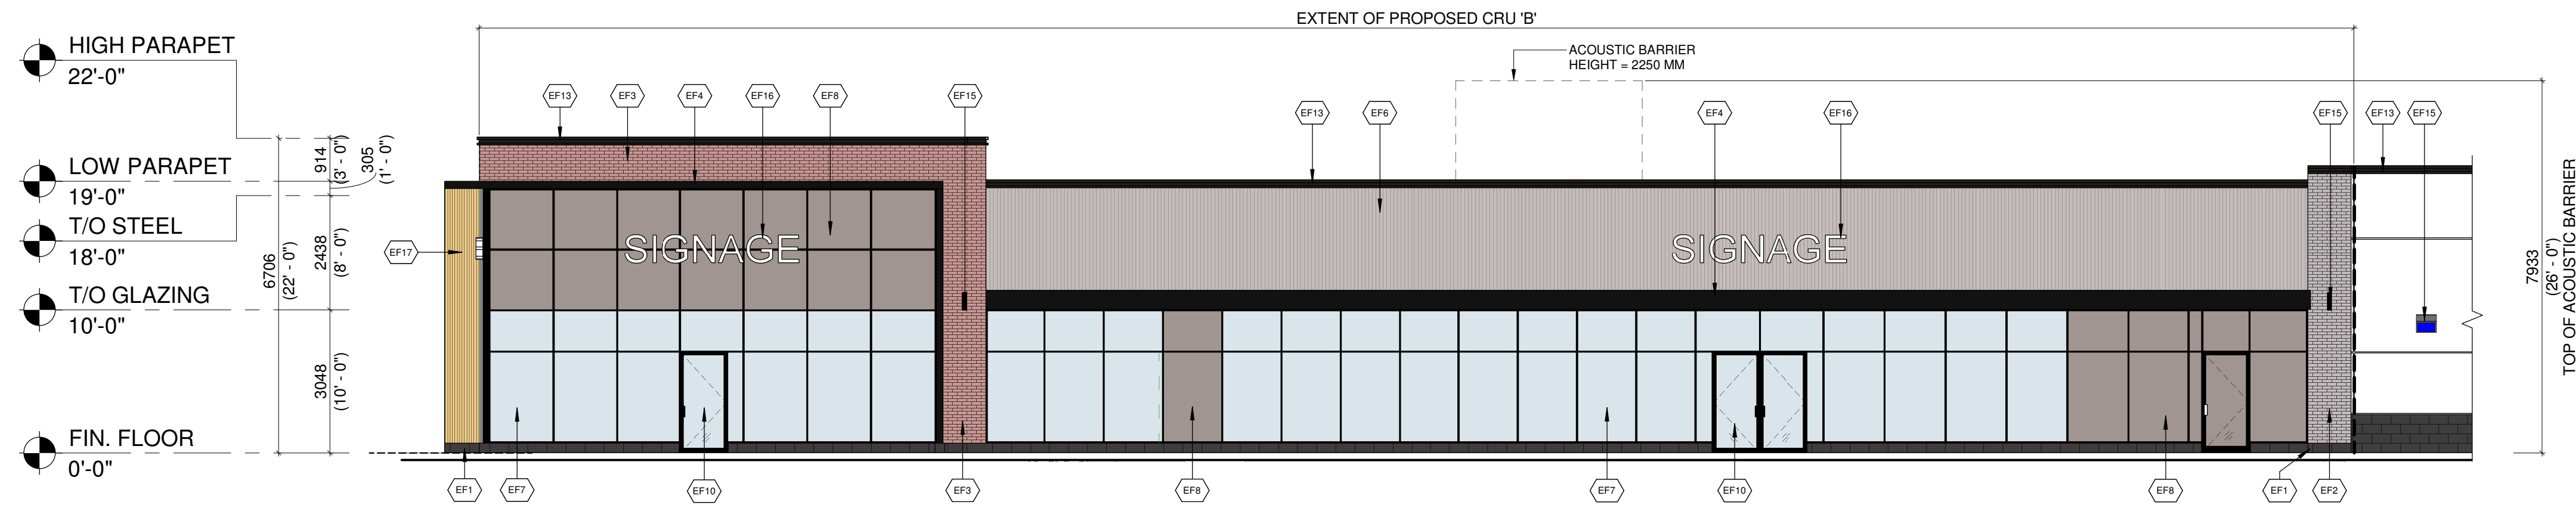 EXTENT OF PROPOSED CRU 'B'
HIGH PARAPET
22'-0"
ACOUSTIC BARRIER
HEIGHT = 2250 MM
EF13
EF3
EF4
EF16
EF8
EF15
EF13
EF6
EF4
EF16
EF15
EF13
EF15
LOW PARAPET
19'-0"
T/O STEEL
18'-0"
T/O GLAZING
10'-0"
FIN. FLOOR
0'-0"
6706
(22' - 0")
914
(3' - 0")
305
(1' - 0")
2438
(8' - 0")
3048
(10' - 0")
EF17
SIGNAGE
SIGNAGE
7933
(26' - 0")
TOP OF ACOUSTIC BARRIER
EF1
EF7
EF10
EF3
EF8
EF7
EF10
EF8
EF1
EF2